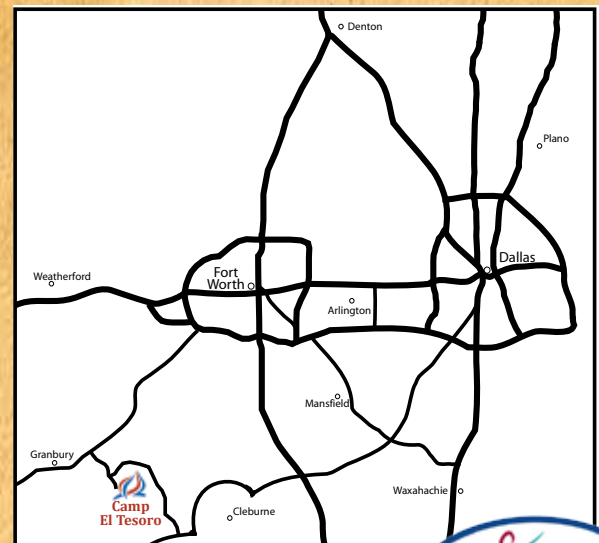 Denton
Plano
Dallas
Fort
Worth
Weatherford
Arlington
Mansfield
Granbury
Waxahachie
Camp
El Tesoro
Cleburne